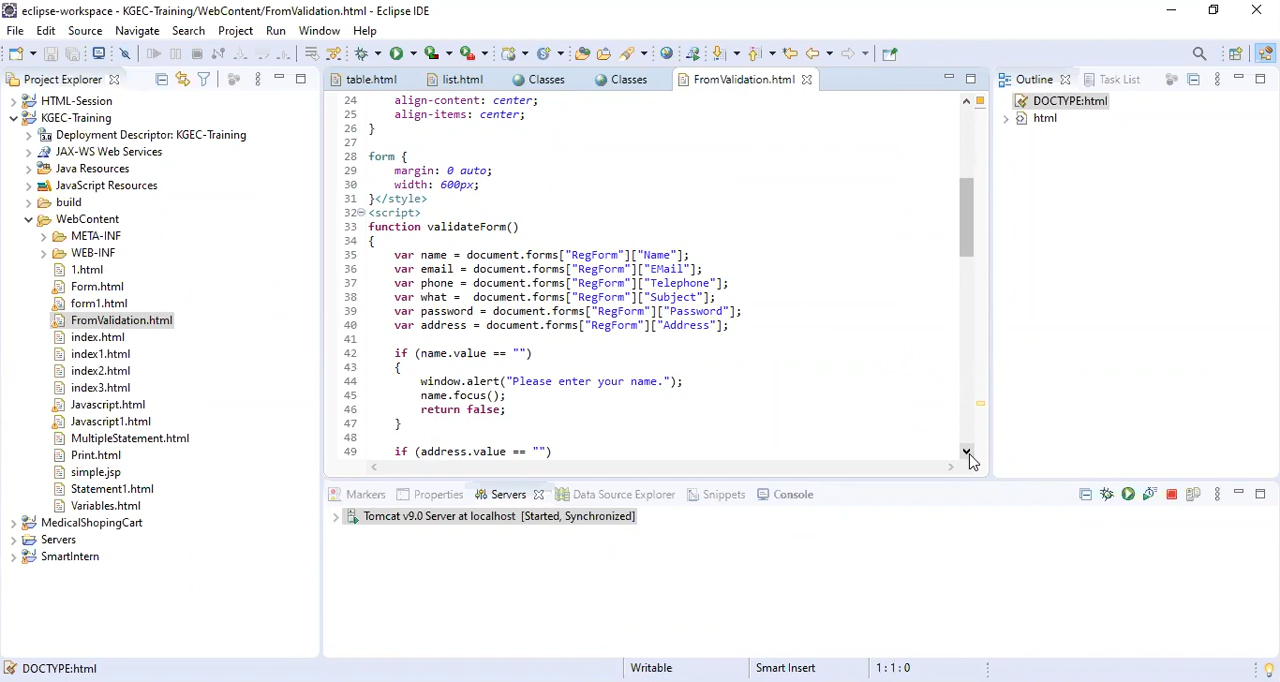 eclipse-workspace - KGEC-Training/WebContent/FromValidation.html - Eclipse IDE
File Edit Source Navigate Search Project Run Window Help
Project Explorer
HTML-Session
KGEC-Training
Deployment Descriptor: KGEC-Training
JAX-WS Web Services
Java Resources
JavaScript Resources
build
WebContent
META-INF
WEB-INF
1.html
Form.html
form1.html
FromValidation.html
index.html
index1.html
index2.html
index3.html
Javascript.html
Javascript1.html
MultipleStatement.html
Print.html
simple.jsp
Statement1.html
Variables.html
MedicalShopingCart
Servers
SmartIntern
table.html list.html Classes Classes FromValidation.html
24 align-content: center;
25 align-items: center;
26 }
27
28 form {
29 margin: 0 auto;
30 width: 600px;
31 }</style>
32 <script>
33 function validateForm()
34 {
35 var name = document.forms["RegForm"]["Name"];
36 var email = document.forms["RegForm"]["EMail"];
37 var phone = document.forms["RegForm"]["Telephone"];
38 var what = document.forms["RegForm"]["Subject"];
39 var password = document.forms["RegForm"]["Password"];
40 var address = document.forms["RegForm"]["Address"];
41
42 if (name.value == "")
43 {
44 window.alert("Please enter your name.");
45 name.focus();
46 return false;
47 }
48
49 if (address.value == "")
Outline Task List
DOCTYPE:html
html
Markers Properties Servers Data Source Explorer Snippets Console
Tomcat v9.0 Server at localhost [Started, Synchronized]
DOCTYPE:html Writable Smart Insert 1:1:0